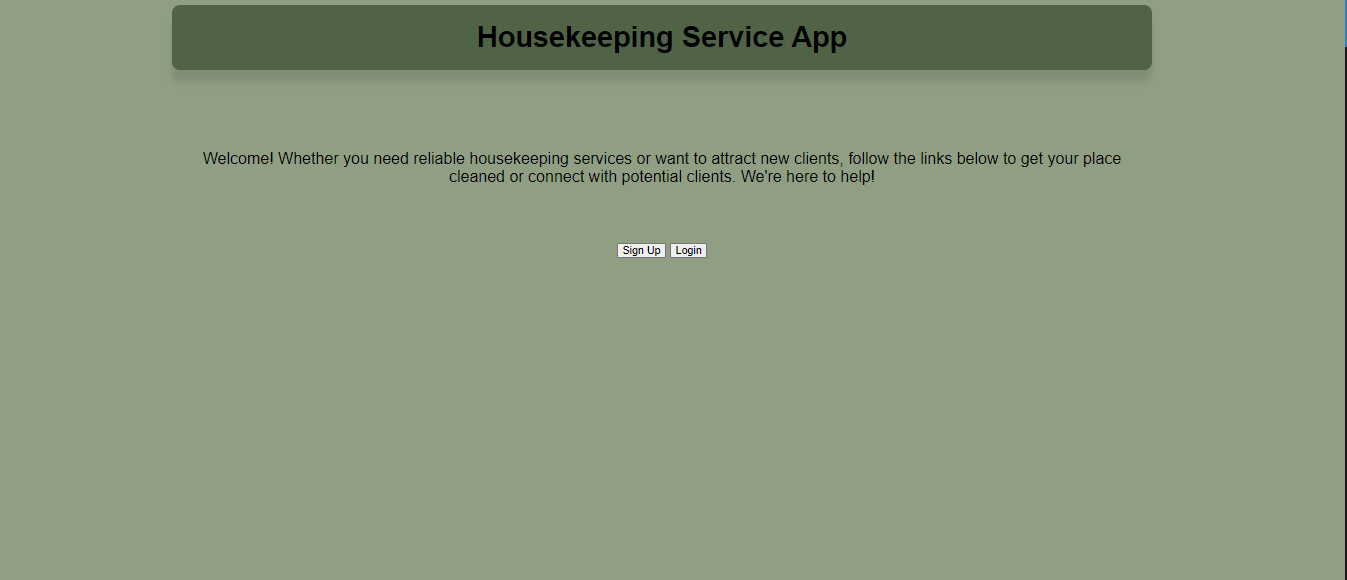 Housekeeping Service App
Welcome! Whether you need reliable housekeeping services or want to attract new clients, follow the links below to get your place
cleaned or connect with potential clients. We're here to help!
Sign Up Login